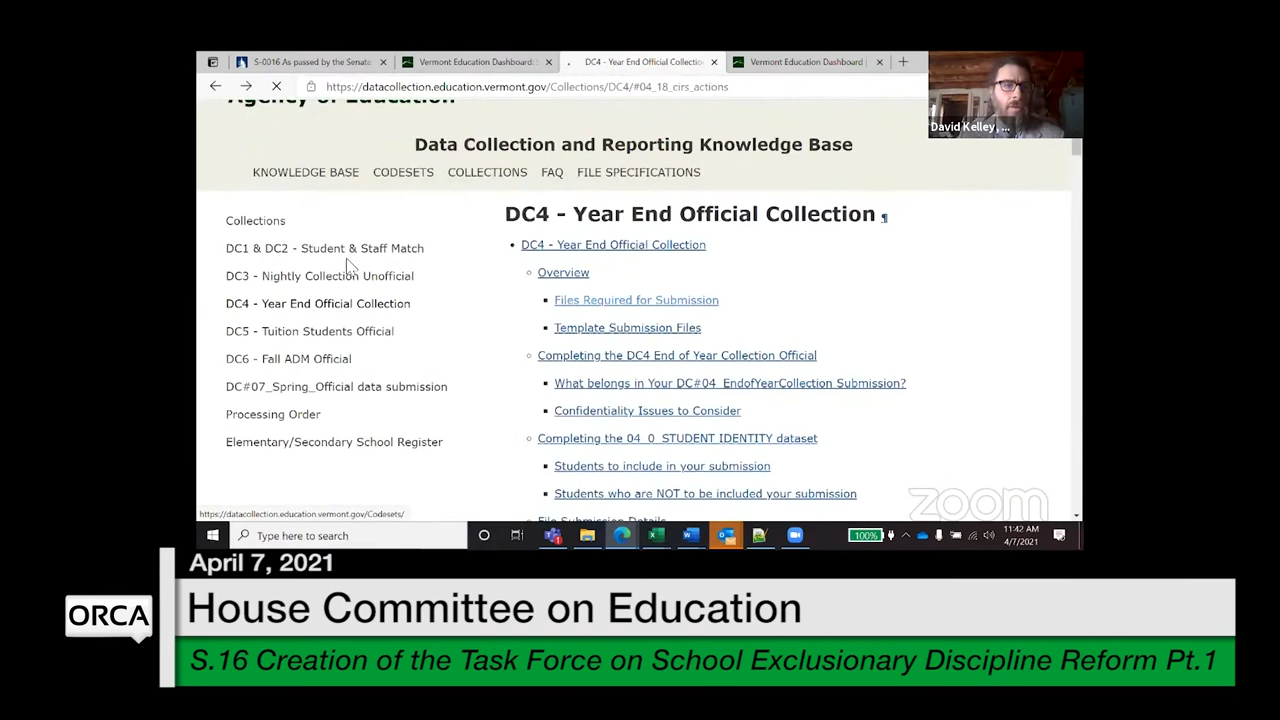 S-0016 As passed by the Senate
Vermont Education Dashboard:
DC4 - Year End Official Collectio
Vermont Education Dashboard |
https://datacollection.education.vermont.gov/Collections/DC4/#04_18_cirs_actions
David Kelley, ...
Agency of Education
Data Collection and Reporting Knowledge Base
KNOWLEDGE BASE CODESETS COLLECTIONS FAQ FILE SPECIFICATIONS
Collections
DC1 & DC2 - Student & Staff Match
DC3 - Nightly Collection Unofficial
DC4 - Year End Official Collection
DC5 - Tuition Students Official
DC6 - Fall ADM Official
DC#07_Spring_Official data submission
Processing Order
Elementary/Secondary School Register
DC4 - Year End Official Collection ¶
DC4 - Year End Official Collection
Overview
Files Required for Submission
Template Submission Files
Completing the DC4 End of Year Collection Official
What belongs in Your DC#04_EndofYearCollection Submission?
Confidentiality Issues to Consider
Completing the 04_0_STUDENT IDENTITY dataset
Students to include in your submission
Students who are NOT to be included your submission
File Submission Details
zoom
https://datacollection.education.vermont.gov/Codesets/
Type here to search
100%
11:42 AM
4/7/2021
April 7, 2021
ORCA
House Committee on Education
S.16 Creation of the Task Force on School Exclusionary Discipline Reform Pt.1